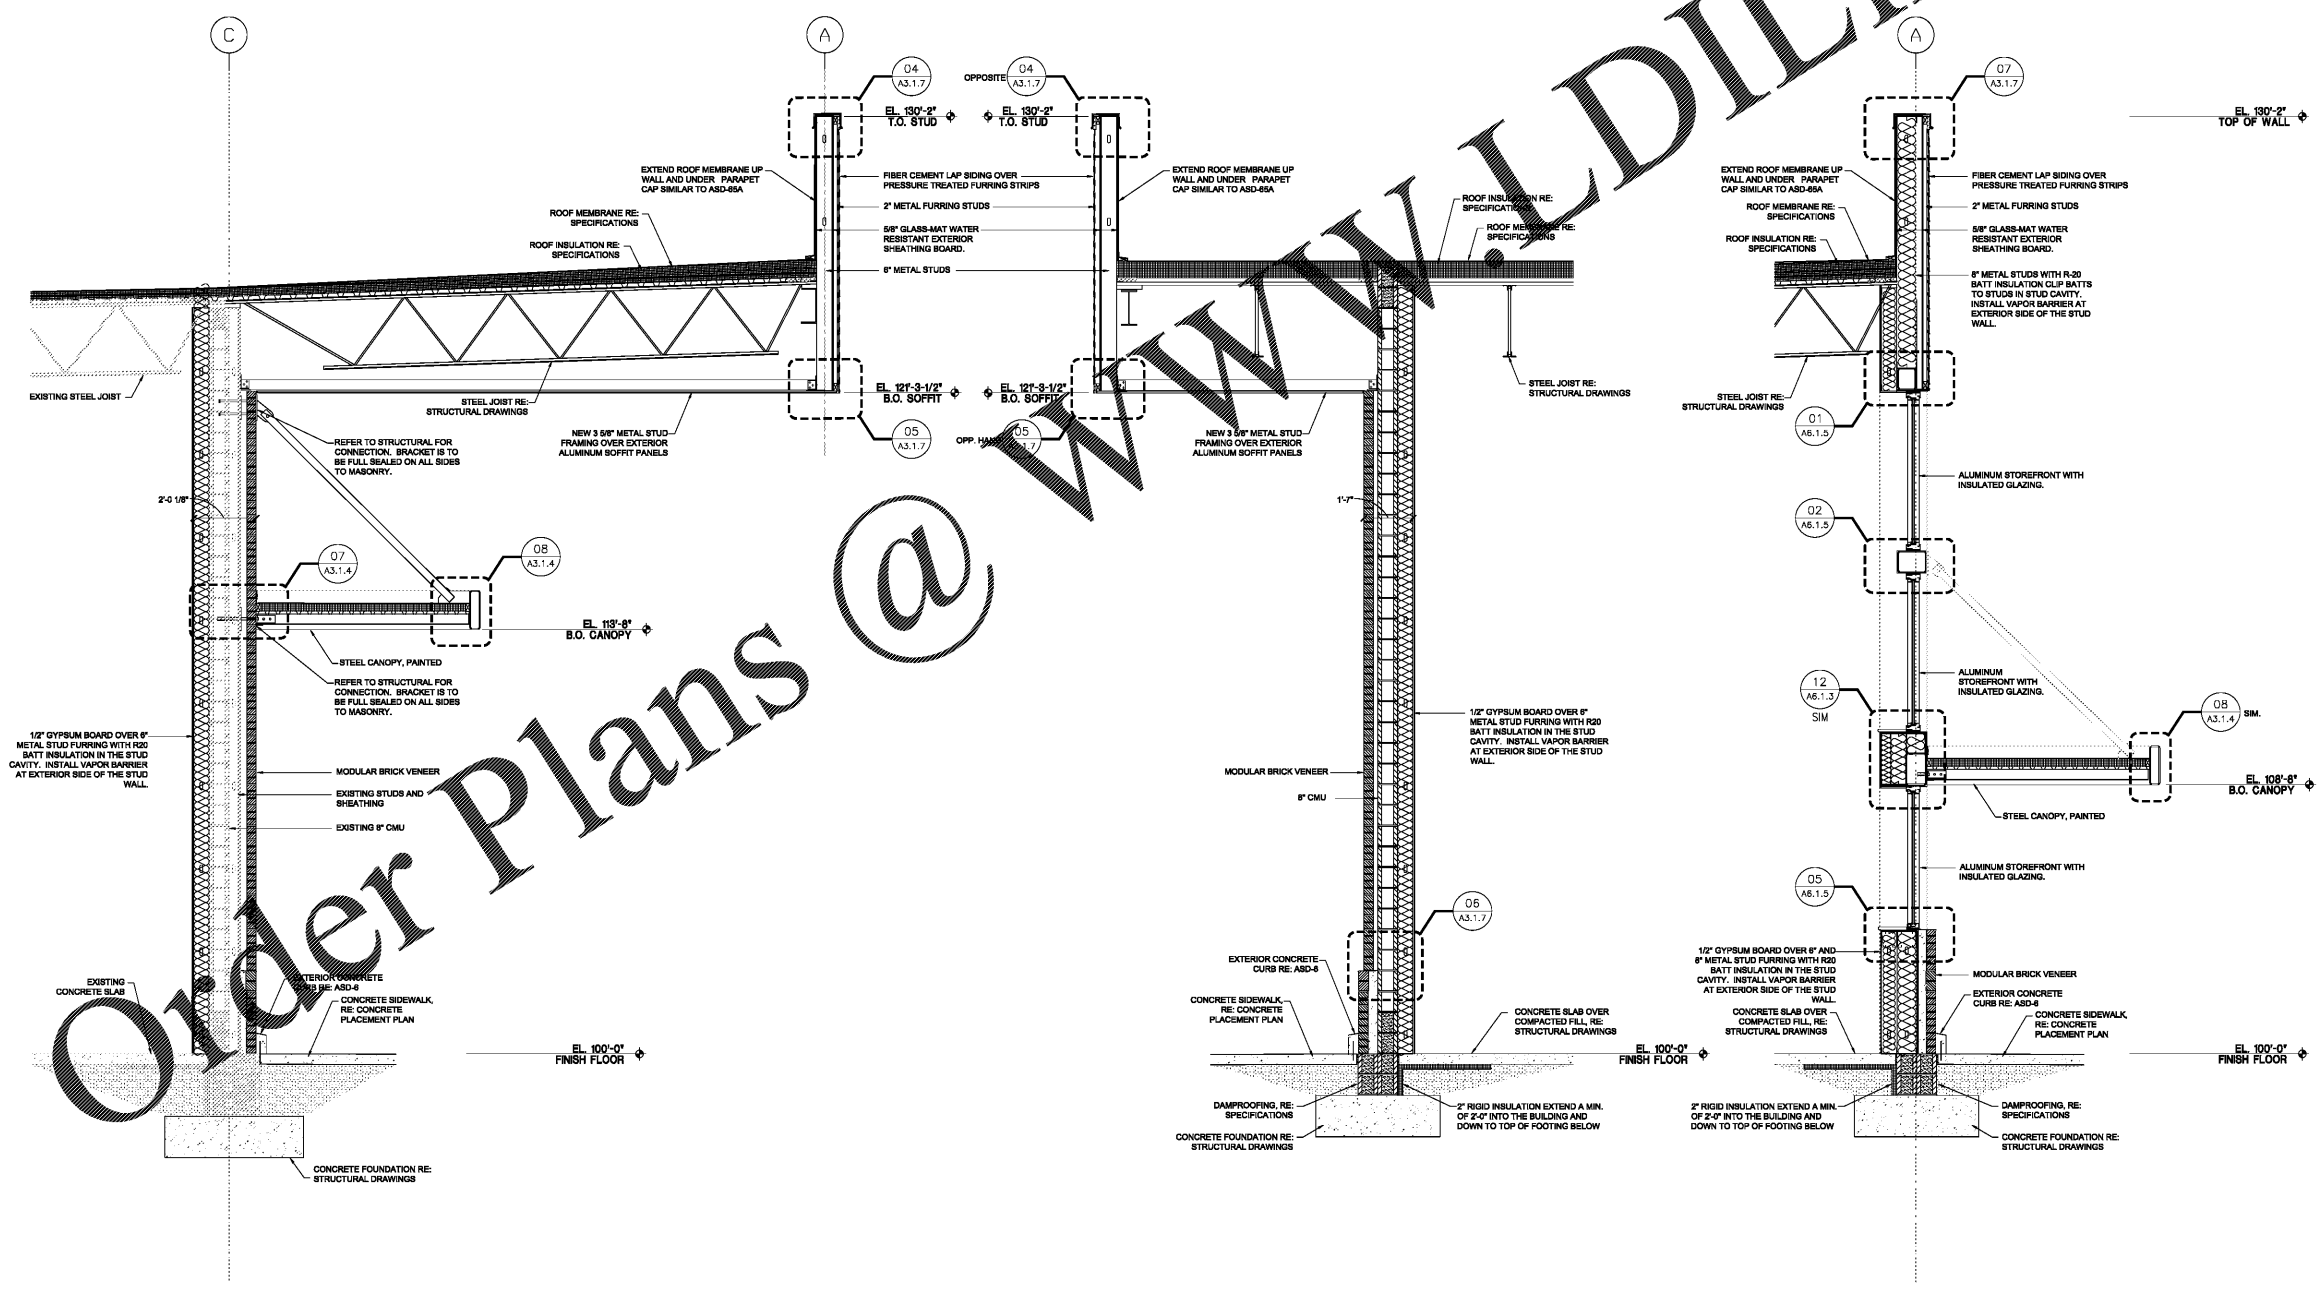 C
A
A
04
A3.1.7
OPPOSITE
04
A3.1.7
07
A3.1.7
EL. 130'-2"
T.O. STUD
EL. 130'-2"
T.O. STUD
EL. 130'-2"
TOP OF WALL
EXTEND ROOF MEMBRANE UP
WALL AND UNDER PARAPET
CAP SIMILAR TO ASD-65A
ROOF MEMBRANE RE:
SPECIFICATIONS
ROOF INSULATION RE:
SPECIFICATIONS
FIBER CEMENT LAP SIDING OVER
PRESSURE TREATED FURRING STRIPS
2" METAL FURRING STUDS
5/8" GLASS-MAT WATER
RESISTANT EXTERIOR
SHEATHING BOARD.
6" METAL STUDS
EXTEND ROOF MEMBRANE UP
WALL AND UNDER PARAPET
CAP SIMILAR TO ASD-65A
ROOF INSULATION RE:
SPECIFICATIONS
ROOF MEMBRANE RE:
SPECIFICATIONS
EXTEND ROOF MEMBRANE UP
WALL AND UNDER PARAPET
CAP SIMILAR TO ASD-65A
ROOF MEMBRANE RE:
SPECIFICATIONS
ROOF INSULATION RE:
SPECIFICATIONS
FIBER CEMENT LAP SIDING OVER
PRESSURE TREATED FURRING STRIPS
2" METAL FURRING STUDS
5/8" GLASS-MAT WATER
RESISTANT EXTERIOR
SHEATHING BOARD.
8" METAL STUDS WITH R-20
BATT INSULATION CLIP BATTS
TO STUDS IN STUD CAVITY.
INSTALL VAPOR BARRIER AT
EXTERIOR SIDE OF THE STUD
WALL.
EXISTING STEEL JOIST
STEEL JOIST RE:
STRUCTURAL DRAWINGS
EL. 121'-3-1/2"
B.O. SOFFIT
EL. 121'-3-1/2"
B.O. SOFFIT
STEEL JOIST RE:
STRUCTURAL DRAWINGS
STEEL JOIST RE:
STRUCTURAL DRAWINGS
01
A6.1.5
REFER TO STRUCTURAL FOR
CONNECTION. BRACKET IS TO
BE FULL SEALED ON ALL SIDES
TO MASONRY.
NEW 3 5/8" METAL STUD
FRAMING OVER EXTERIOR
ALUMINUM SOFFIT PANELS
05
A3.1.7
OPP. HAND
05
A3.1.7
NEW 3 5/8" METAL STUD
FRAMING OVER EXTERIOR
ALUMINUM SOFFIT PANELS
ALUMINUM STOREFRONT WITH
INSULATED GLAZING.
2'-0 1/8"
1'-7"
02
A6.1.5
07
A3.1.4
08
A3.1.4
EL. 113'-8"
B.O. CANOPY
STEEL CANOPY, PAINTED
REFER TO STRUCTURAL FOR
CONNECTION. BRACKET IS TO
BE FULL SEALED ON ALL SIDES
TO MASONRY.
ALUMINUM
STOREFRONT WITH
INSULATED GLAZING.
12
A6.1.3
SIM
08
A3.1.4
SIM.
1/2" GYPSUM BOARD OVER 6"
METAL STUD FURRING WITH R20
BATT INSULATION IN THE STUD
CAVITY. INSTALL VAPOR BARRIER
AT EXTERIOR SIDE OF THE STUD
WALL.
MODULAR BRICK VENEER
EXISTING STUDS AND
SHEATHING
EXISTING 8" CMU
MODULAR BRICK VENEER
8" CMU
1/2" GYPSUM BOARD OVER 6"
METAL STUD FURRING WITH R20
BATT INSULATION IN THE STUD
CAVITY. INSTALL VAPOR BARRIER
AT EXTERIOR SIDE OF THE STUD
WALL.
EL. 108'-8"
B.O. CANOPY
STEEL CANOPY, PAINTED
ALUMINUM STOREFRONT WITH
INSULATED GLAZING.
05
A6.1.5
06
A3.1.7
EXISTING
CONCRETE SLAB
EXTERIOR CONCRETE
CURB RE: ASD-6
CONCRETE SIDEWALK,
RE: CONCRETE
PLACEMENT PLAN
EL. 100'-0"
FINISH FLOOR
EXTERIOR CONCRETE
CURB RE: ASD-6
CONCRETE SIDEWALK,
RE: CONCRETE
PLACEMENT PLAN
CONCRETE SLAB OVER
COMPACTED FILL, RE:
STRUCTURAL DRAWINGS
EL. 100'-0"
FINISH FLOOR
1/2" GYPSUM BOARD OVER 6" AND
6" METAL STUD FURRING WITH R20
BATT INSULATION IN THE STUD
CAVITY. INSTALL VAPOR BARRIER
AT EXTERIOR SIDE OF THE STUD
WALL.
CONCRETE SLAB OVER
COMPACTED FILL, RE:
STRUCTURAL DRAWINGS
MODULAR BRICK VENEER
EXTERIOR CONCRETE
CURB RE: ASD-6
CONCRETE SIDEWALK,
RE: CONCRETE
PLACEMENT PLAN
EL. 100'-0"
FINISH FLOOR
CONCRETE FOUNDATION RE:
STRUCTURAL DRAWINGS
DAMPROOFING, RE:
SPECIFICATIONS
CONCRETE FOUNDATION RE:
STRUCTURAL DRAWINGS
2" RIGID INSULATION EXTEND A MIN.
OF 2'-0" INTO THE BUILDING AND
DOWN TO TOP OF FOOTING BELOW
2" RIGID INSULATION EXTEND A MIN.
OF 2'-0" INTO THE BUILDING AND
DOWN TO TOP OF FOOTING BELOW
DAMPROOFING, RE:
SPECIFICATIONS
CONCRETE FOUNDATION RE:
STRUCTURAL DRAWINGS
Order Plans @ www.LDIL